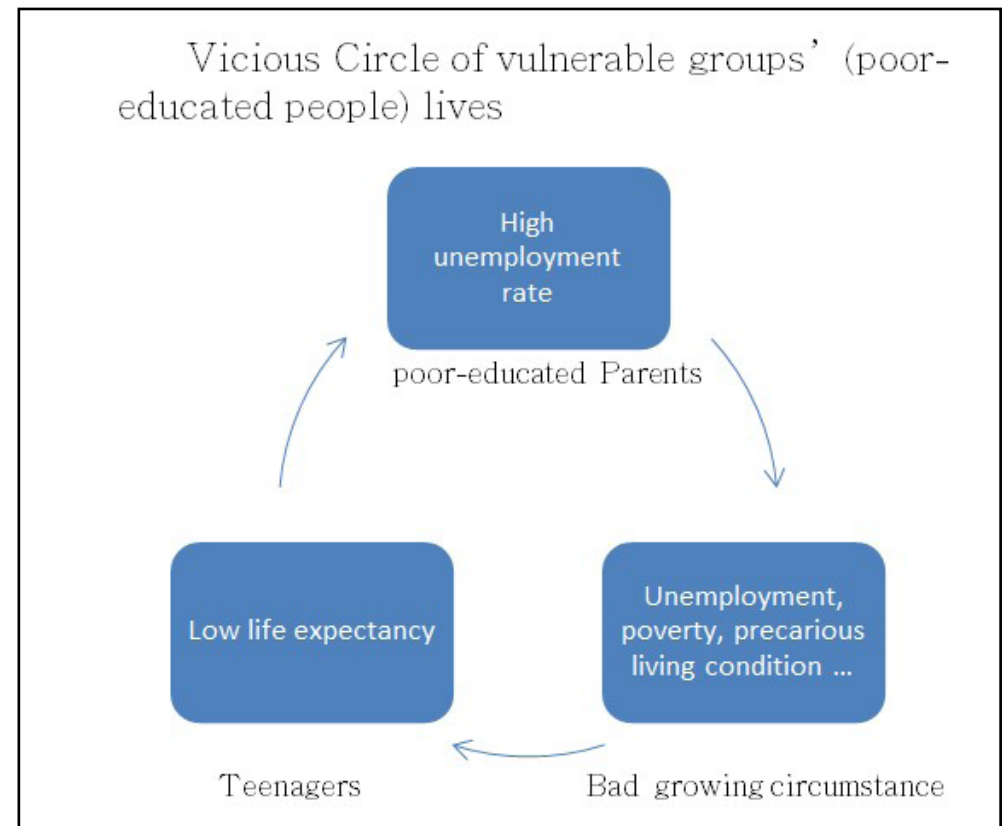 Vicious Circle of vulnerable groups’ (poor-
educated people) lives
High
unemployment
rate
poor-educated Parents
Low life expectancy
Unemployment,
poverty, precarious
living condition ...
Teenagers
Bad growing circumstance